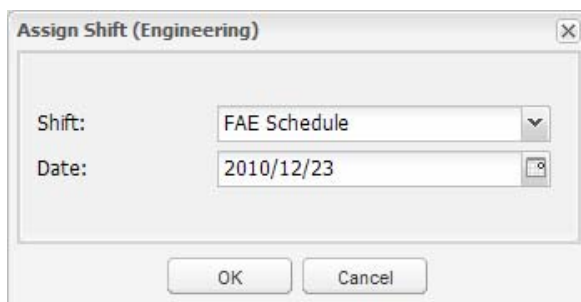 Assign Shift (Engineering)
Shift: FAE Schedule
Date: 2010/12/23
OK Cancel